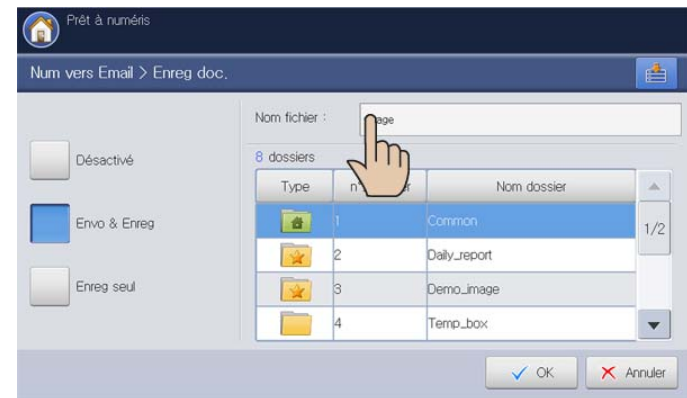 Prêt à numéris
Num vers Email > Enreg doc.
Nom fichier :
Désactivé
8 dossiers
Type Nom dossier
Envo & Enreg
1 Common
1/2
2 Daily_report
Enreg seul
3 Demo_image
4 Temp_box
OK Annuler